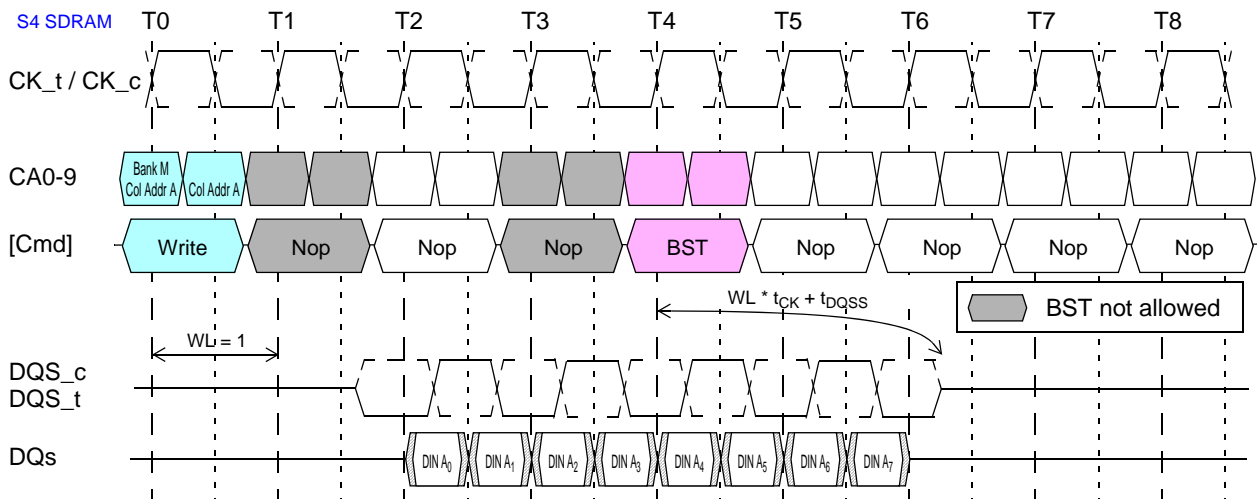 S4 SDRAM T0 T1 T2 T3 T4 T5 T6 T7 T8
CK_t / CK_c
CA0-9 Bank M Col Addr A Col Addr A
[Cmd] Write Nop Nop Nop BST Nop Nop Nop Nop
WL * tCK + tDQSS
BST not allowed
WL = 1
DQS_c
DQS_t
DQs DIN A0 DIN A1 DIN A2 DIN A3 DIN A4 DIN A5 DIN A6 DIN A7